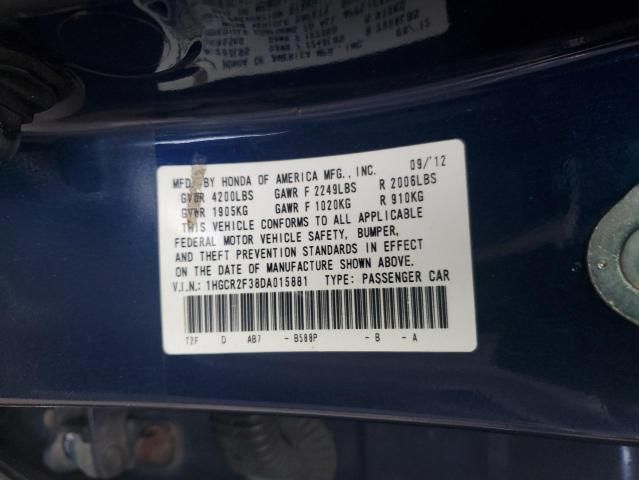 MFD. BY HONDA OF AMERICA MFG., INC. 09/'12
GVWR 4200LBS GAWR F 2249LBS R 2006LBS
GVWR 1905KG GAWR F 1020KG R 910KG
THIS VEHICLE CONFORMS TO ALL APPLICABLE
FEDERAL MOTOR VEHICLE SAFETY, BUMPER,
AND THEFT PREVENTION STANDARDS IN EFFECT
ON THE DATE OF MANUFACTURE SHOWN ABOVE.
V.I.N.: 1HGCR2F38DA015881 TYPE: PASSENGER CAR
T2F D AB7 - B588P - B - A